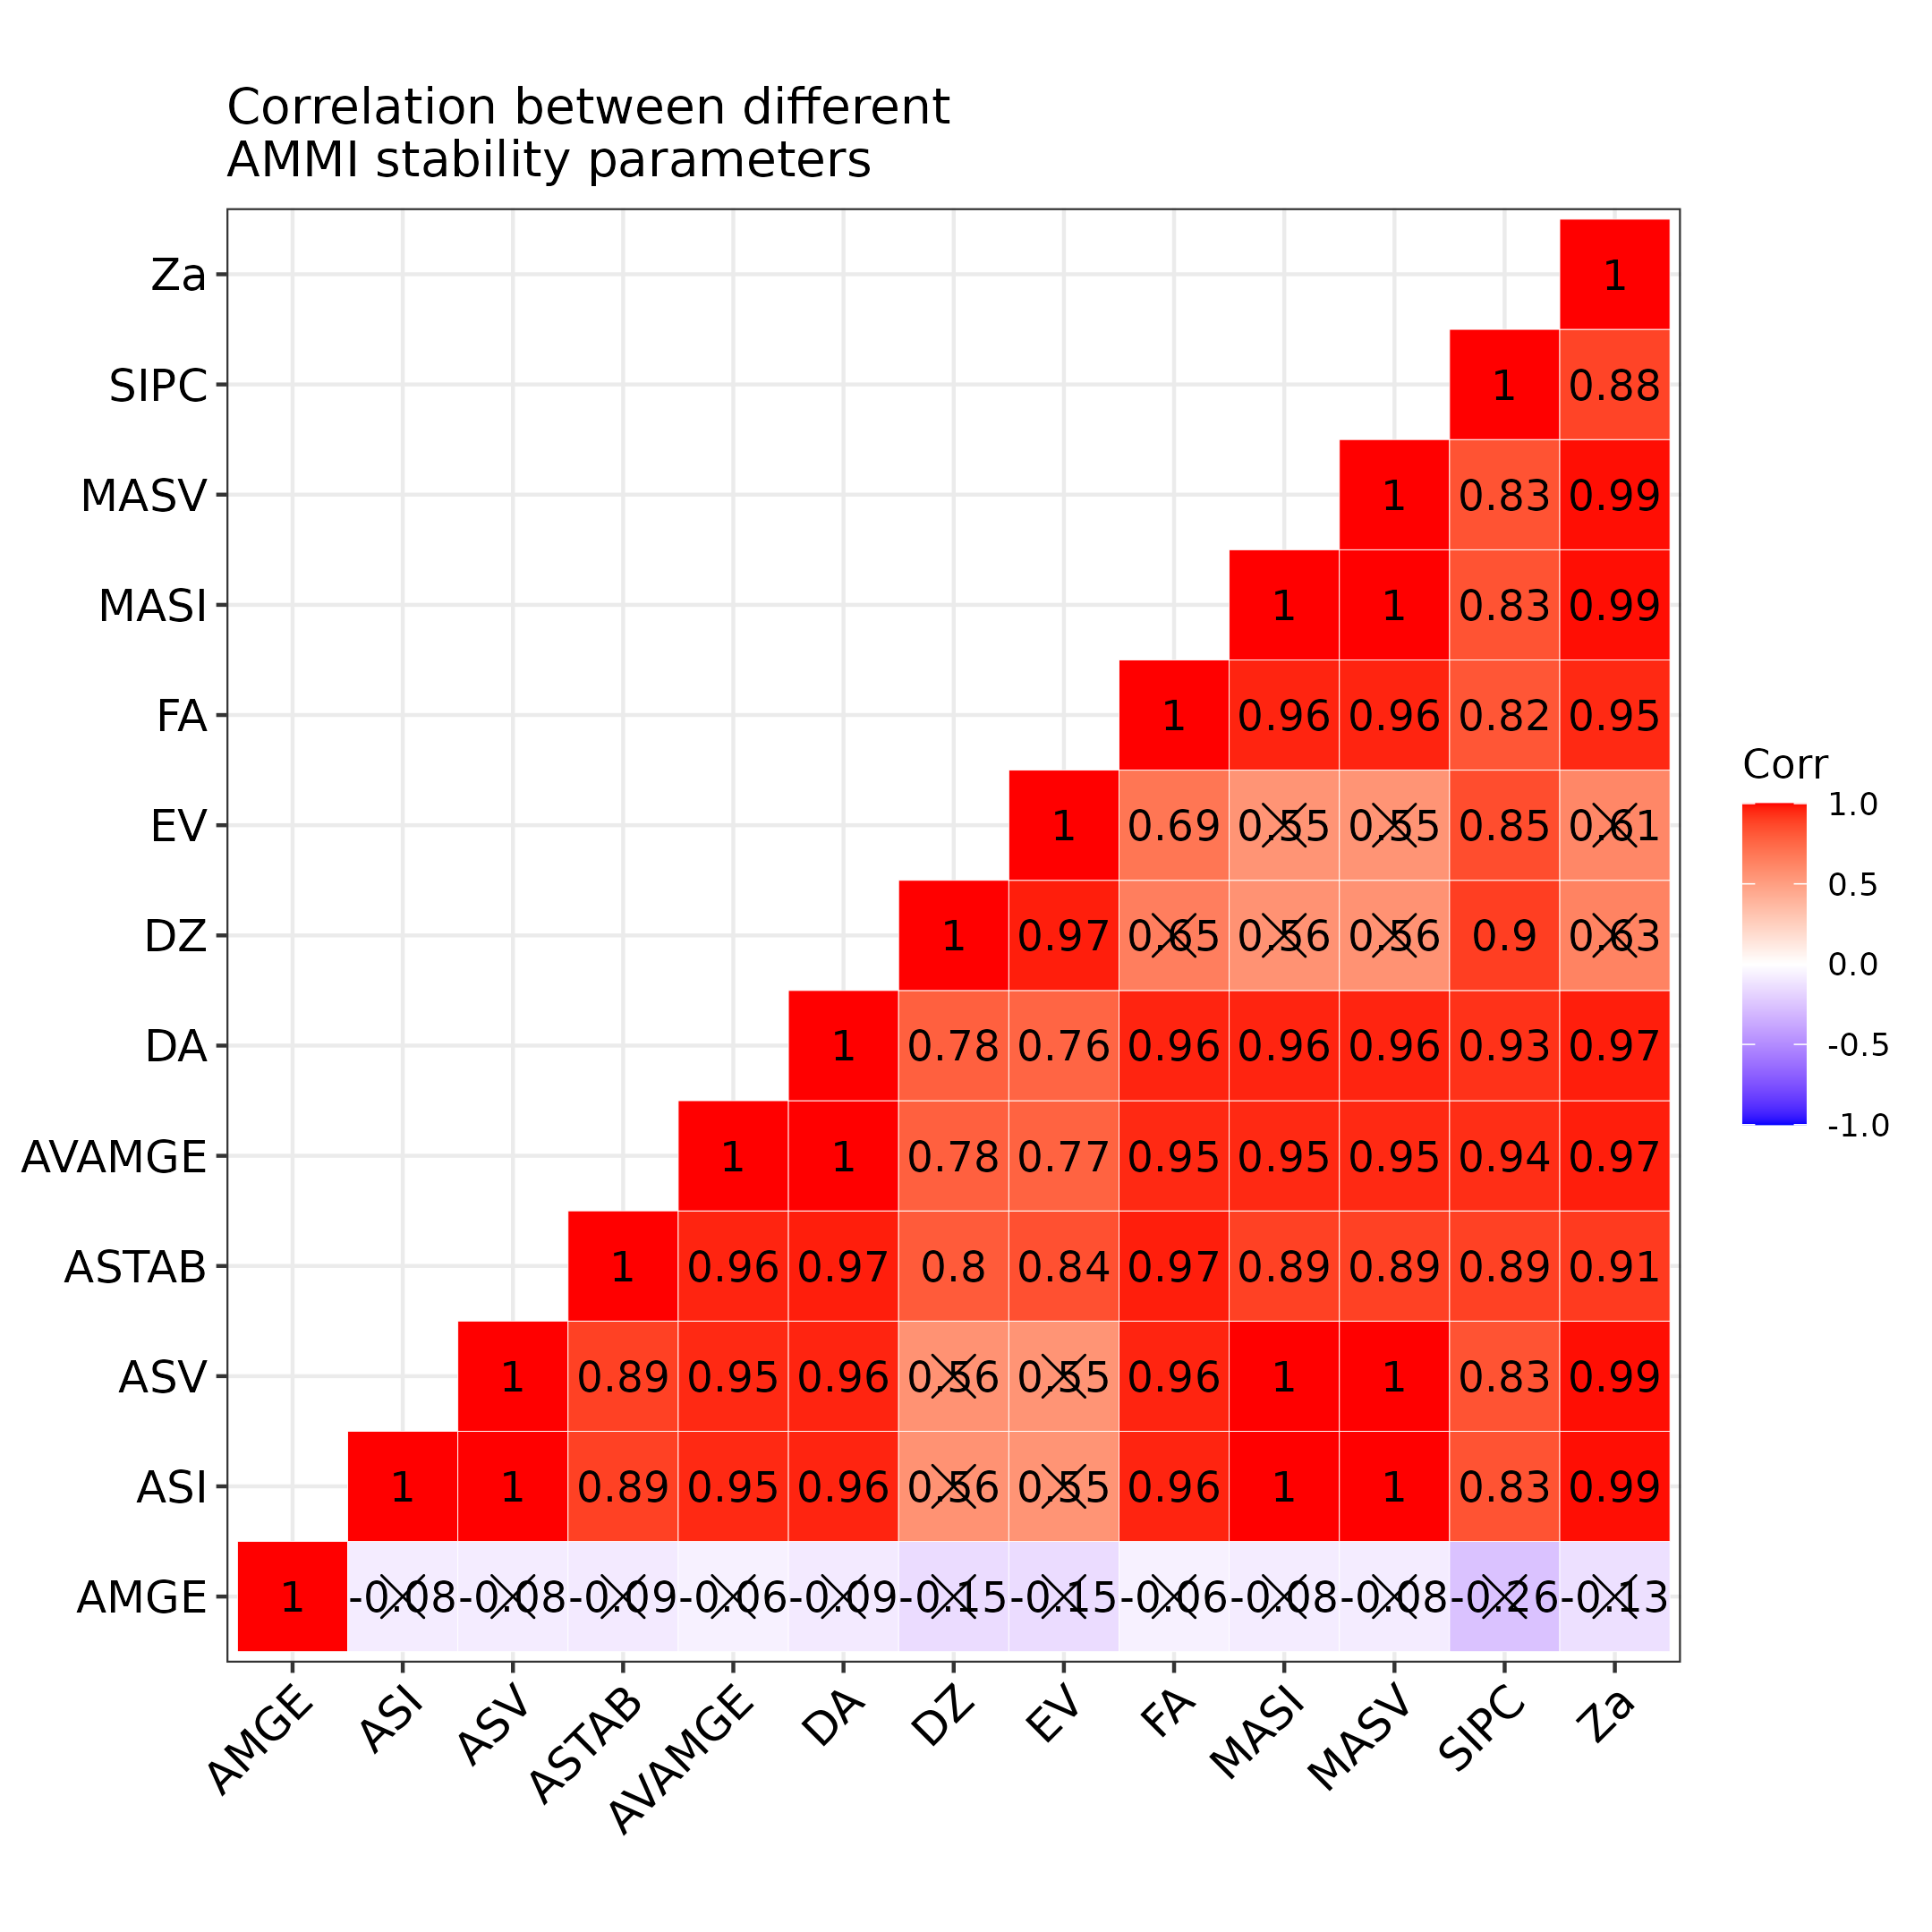 Correlation between different
AMMI stability parameters
Za 1
SIPC 1 0.88
MASV 1 0.83 0.99
MASI 1 1 0.83 0.99
FA 1 0.96 0.96 0.82 0.95
EV 1 0.69 0.55 0.55 0.85 0.61
DZ 1 0.97 0.65 0.56 0.56 0.9 0.63
DA 1 0.78 0.76 0.96 0.96 0.96 0.93 0.97
AVAMGE 1 1 0.78 0.77 0.95 0.95 0.95 0.94 0.97
ASTAB 1 0.96 0.97 0.8 0.84 0.97 0.89 0.89 0.89 0.91
ASV 1 0.89 0.95 0.96 0.56 0.55 0.96 1 1 0.83 0.99
ASI 1 1 0.89 0.95 0.96 0.56 0.55 0.96 1 1 0.83 0.99
AMGE 1 -0.08 -0.08 -0.09 -0.06 -0.09 -0.15 -0.15 -0.06 -0.08 -0.08 -0.26 -0.13
AMGE ASI ASV ASTAB AVAMGE DA DZ EV FA MASI MASV SIPC Za
Corr
1.0
0.5
0.0
-0.5
-1.0